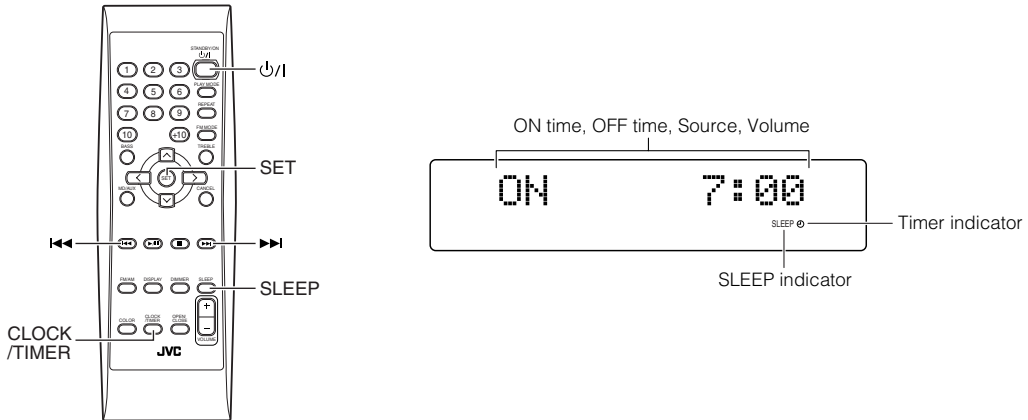 STANDBY/ON
⏻/I
⏻/I
1 2 3
PLAY MODE
4 5 6
REPEAT
7 8 9
FM MODE
10 +10
BASS
TREBLE
SET
SET
MD/AUX
CANCEL
FM/AM DISPLAY DIMMER SLEEP
SLEEP
COLOR CLOCK/TIMER OPEN/CLOSE
+
−
VOLUME
CLOCK
/TIMER
JVC
ON time, OFF time, Source, Volume
ON 7:00
SLEEP
Timer indicator
SLEEP indicator